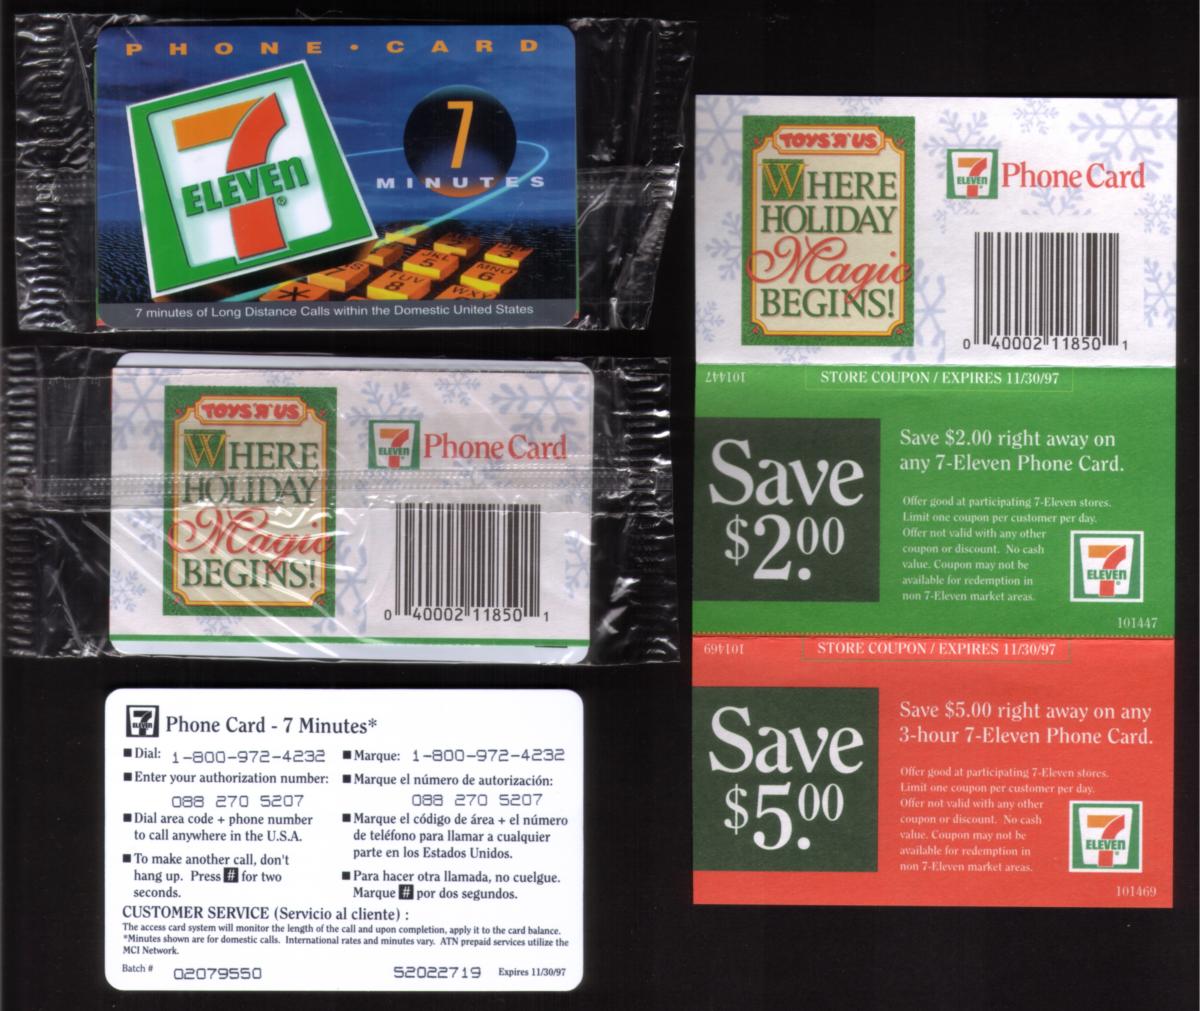 PHONE • CARD
7
ELEVEN
®
7
MINUTES
*
7 PQRS
TUV
8
JKL
5
MNO
6
3
WXY
7 minutes of Long Distance Calls within the Domestic United States
TOYS "R" US
WHERE
HOLIDAY
Magic
BEGINS!
7
ELEVEN
Phone Card
0 40002 11850 1
7
ELEVEN
Phone Card - 7 Minutes*
■ Dial: 1-800-972-4232
■ Enter your authorization number:
088 270 5207
■ Dial area code + phone number
to call anywhere in the U.S.A.
■ To make another call, don't
hang up. Press # for two
seconds.
■ Marque: 1-800-972-4232
■ Marque el número de autorización:
088 270 5207
■ Marque el código de área + el número
de teléfono para llamar a cualquier
parte en los Estados Unidos.
■ Para hacer otra llamada, no cuelgue.
Marque # por dos segundos.
CUSTOMER SERVICE (Servicio al cliente) :
The access card system will monitor the length of the call and upon completion, apply it to the card balance.
*Minutes shown are for domestic calls. International rates and minutes vary. ATN prepaid services utilize the
MCI Network.
Batch # 02079550 52022719 Expires 11/30/97
TOYS "R" US
WHERE
HOLIDAY
Magic
BEGINS!
7
ELEVEN
Phone Card
0 40002 11850 1
101447
STORE COUPON / EXPIRES 11/30/97
Save
$2.00
Save $2.00 right away on
any 7-Eleven Phone Card.
Offer good at participating 7-Eleven stores.
Limit one coupon per customer per day.
Offer not valid with any other
coupon or discount. No cash
value. Coupon may not be
available for redemption in
non 7-Eleven market areas.
7
ELEVEN
101447
101469
STORE COUPON / EXPIRES 11/30/97
Save
$5.00
Save $5.00 right away on any
3-hour 7-Eleven Phone Card.
Offer good at participating 7-Eleven stores.
Limit one coupon per customer per day.
Offer not valid with any other
coupon or discount. No cash
value. Coupon may not be
available for redemption in
non 7-Eleven market areas.
7
ELEVEN
101469